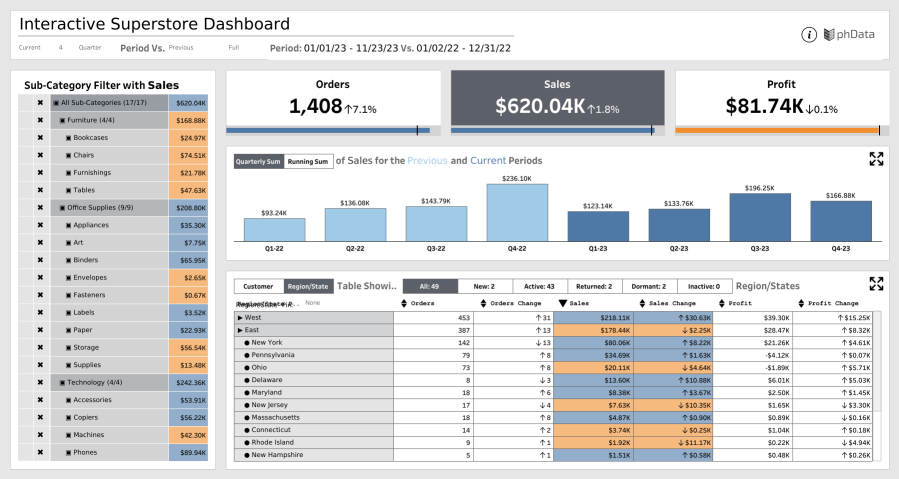 Interactive Superstore Dashboard
Current 4 Quarter Period Vs. Previous Full Period: 01/01/23 - 11/23/23 Vs. 01/02/22 - 12/31/22
i phData
Sub-Category Filter with Sales
✖ ▣ All Sub-Categories (17/17) $620.04K
✖ ▣ Furniture (4/4) $168.88K
✖ ▣ Bookcases $24.97K
✖ ▣ Chairs $74.51K
✖ ▣ Furnishings $21.78K
✖ ▣ Tables $47.63K
✖ ▣ Office Supplies (9/9) $208.80K
✖ ▣ Appliances $35.30K
✖ ▣ Art $7.75K
✖ ▣ Binders $65.95K
✖ ▣ Envelopes $2.65K
✖ ▣ Fasteners $0.67K
✖ ▣ Labels $3.52K
✖ ▣ Paper $22.93K
✖ ▣ Storage $56.54K
✖ ▣ Supplies $13.48K
✖ ▣ Technology (4/4) $242.36K
✖ ▣ Accessories $53.91K
✖ ▣ Copiers $56.22K
✖ ▣ Machines $42.30K
✖ ▣ Phones $89.94K
Orders
1,408↑7.1%
Sales
$620.04K↑1.8%
Profit
$81.74K↓0.1%
Quarterly Sum Running Sum of Sales for the Previous and Current Periods
$93.24K $136.08K $143.79K $236.10K $123.14K $133.76K $196.25K $166.88K
Q1-22 Q2-22 Q3-22 Q4-22 Q1-23 Q2-23 Q3-23 Q4-23
Customer Region/State Table Showi.. All: 49 New: 2 Active: 43 Returned: 2 Dormant: 2 Inactive: 0 Region/States
None Orders Orders Change Sales Sales Change Profit Profit Change
▶ West 453 ↑31 $218.11K ↑$30.63K $39.30K ↑$15.25K
▶ East 387 ↑13 $178.44K ↓$2.25K $28.47K ↑$8.32K
● New York 142 ↓13 $80.06K ↑$8.22K $21.26K ↑$4.61K
● Pennsylvania 79 ↑8 $34.69K ↑$1.63K -$4.12K ↑$0.07K
● Ohio 73 ↑8 $20.11K ↓$4.64K -$1.89K ↑$5.71K
● Delaware 8 ↓3 $13.60K ↑$10.88K $6.01K ↑$5.03K
● Maryland 18 ↑6 $8.38K ↑$3.67K $2.50K ↑$1.45K
● New Jersey 17 ↓4 $7.63K ↓$10.35K $1.65K ↓$3.30K
● Massachusetts 18 ↑8 $4.87K ↑$0.90K $0.89K ↑$0.16K
● Connecticut 14 ↑2 $3.74K ↓$0.25K $1.04K ↑$0.18K
● Rhode Island 9 ↑1 $1.92K ↓$11.17K $0.22K ↓$4.94K
● New Hampshire 5 ↑1 $1.51K ↑$0.58K $0.48K ↑$0.26K